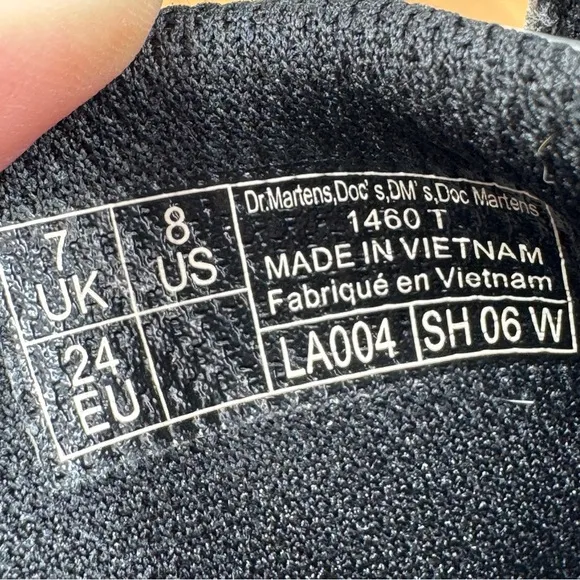 7
UK
8
US
24
EU
Dr.Martens,Doc's,DM's,Doc Martens
1460 T
MADE IN VIETNAM
Fabriqué en Vietnam
LA004
SH 06 W